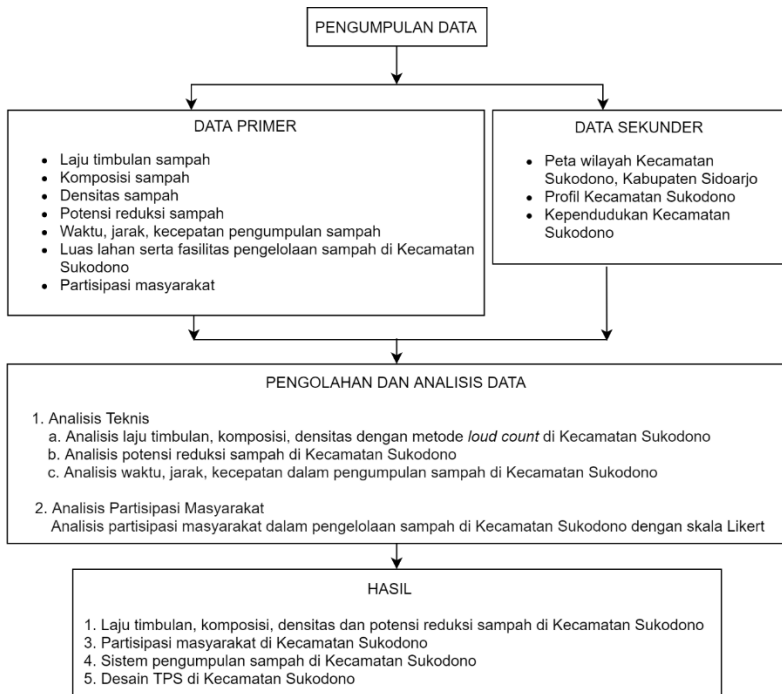 PENGUMPULAN DATA
DATA PRIMER
• Laju timbulan sampah
• Komposisi sampah
• Densitas sampah
• Potensi reduksi sampah
• Waktu, jarak, kecepatan pengumpulan sampah
• Luas lahan serta fasilitas pengelolaan sampah di Kecamatan
Sukodono
• Partisipasi masyarakat
DATA SEKUNDER
• Peta wilayah Kecamatan
Sukodono, Kabupaten Sidoarjo
• Profil Kecamatan Sukodono
• Kependudukan Kecamatan
Sukodono
PENGOLAHAN DAN ANALISIS DATA
1. Analisis Teknis
a. Analisis laju timbulan, komposisi, densitas dengan metode loud count di Kecamatan Sukodono
b. Analisis potensi reduksi sampah di Kecamatan Sukodono
c. Analisis waktu, jarak, kecepatan dalam pengumpulan sampah di Kecamatan Sukodono
2. Analisis Partisipasi Masyarakat
Analisis partisipasi masyarakat dalam pengelolaan sampah di Kecamatan Sukodono dengan skala Likert
HASIL
1. Laju timbulan, komposisi, densitas dan potensi reduksi sampah di Kecamatan Sukodono
3. Partisipasi masyarakat di Kecamatan Sukodono
4. Sistem pengumpulan sampah di Kecamatan Sukodono
5. Desain TPS di Kecamatan Sukodono